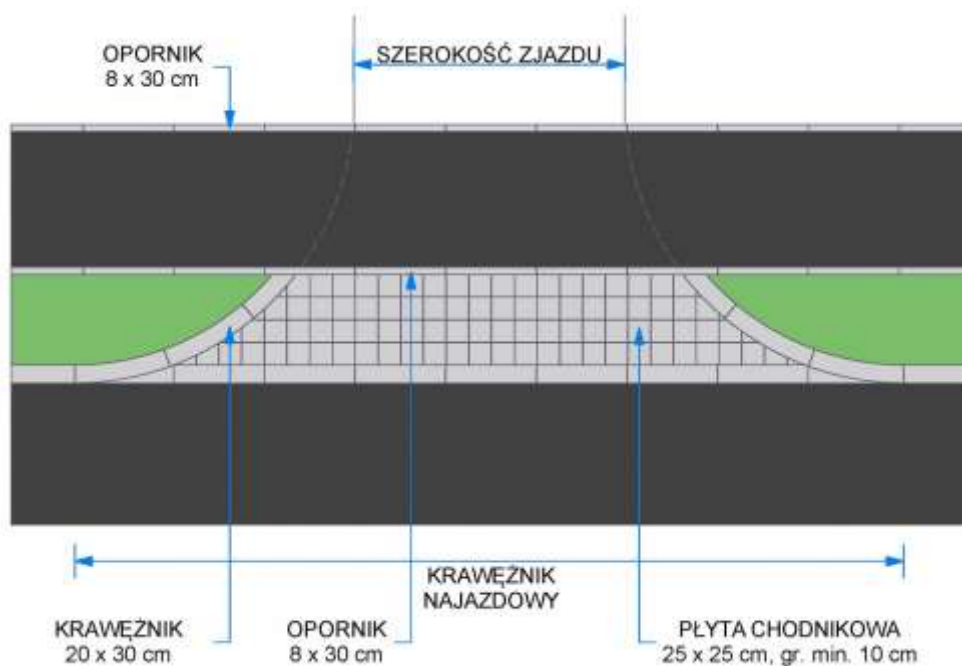 OPORNIK
8 x 30 cm
SZEROKOŚĆ ZJAZDU
KRAWĘŻNIK
NAJAZDOWY
KRAWĘŻNIK
20 x 30 cm
OPORNIK
8 x 30 cm
PŁYTA CHODNIKOWA
25 x 25 cm, gr. min. 10 cm